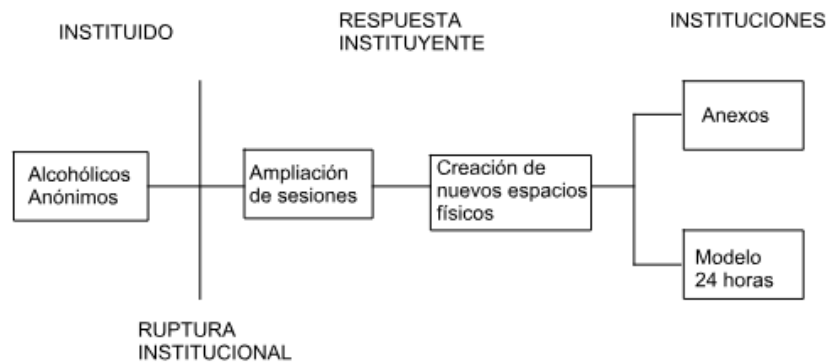 INSTITUIDO
RESPUESTA
INSTITUYENTE
INSTITUCIONES
Alcohólicos
Anónimos
Ampliación
de sesiones
Creación de
nuevos espacios
físicos
Anexos
Modelo
24 horas
RUPTURA
INSTITUCIONAL